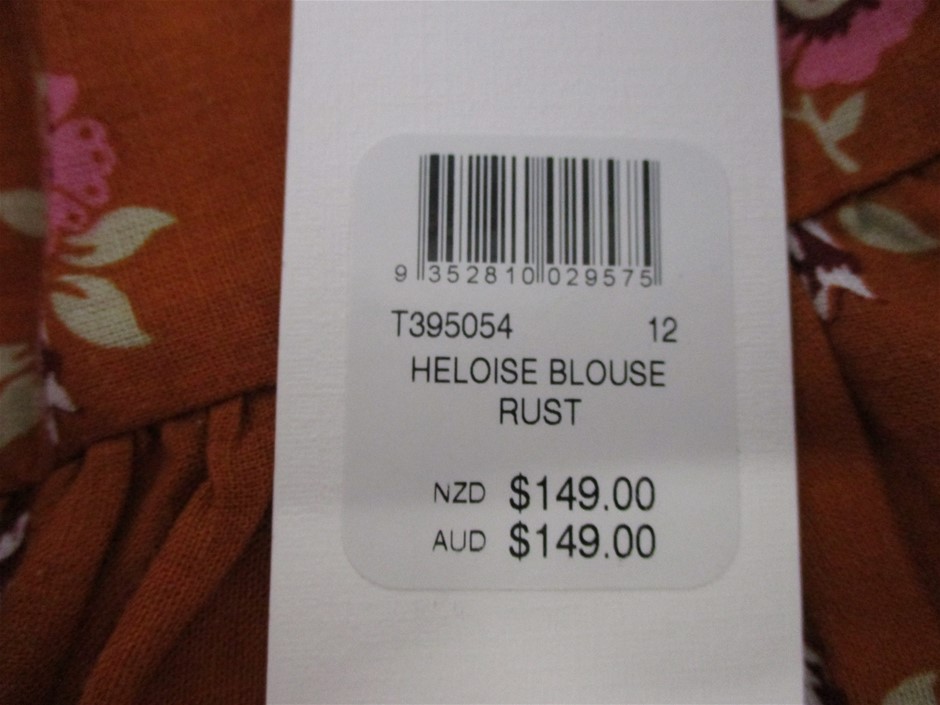 9 352810 029575
T395054 12
HELOISE BLOUSE
RUST
NZD $149.00
AUD $149.00